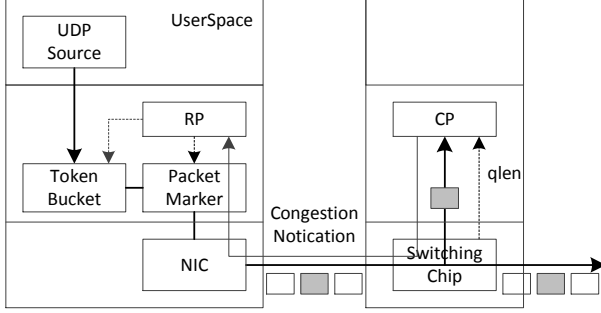 UDP
Source
UserSpace
RP
CP
Token
Bucket
Packet
Marker
qlen
Congestion
Notication
NIC
Switching
Chip